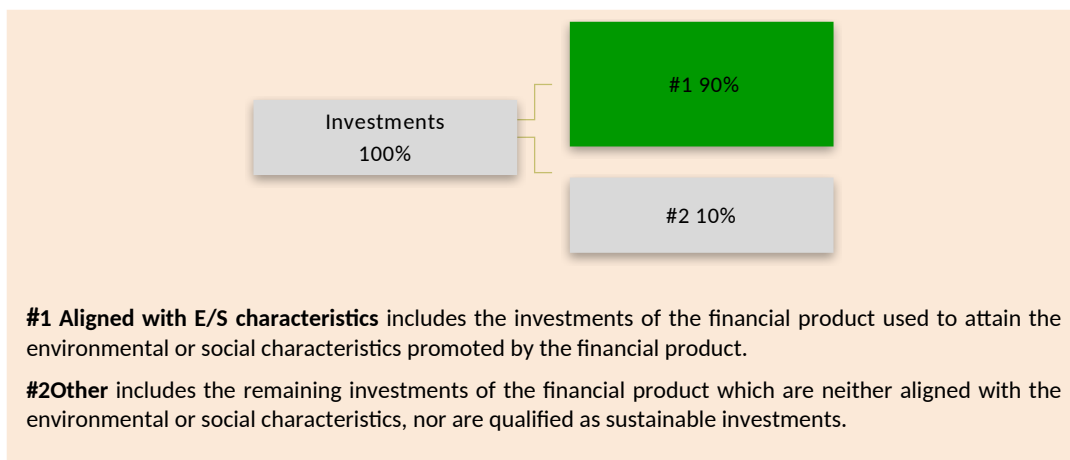 #1 90%
Investments
100%
#2 10%
#1 Aligned with E/S characteristics includes the investments of the financial product used to attain the
environmental or social characteristics promoted by the financial product.
#2Other includes the remaining investments of the financial product which are neither aligned with the
environmental or social characteristics, nor are qualified as sustainable investments.